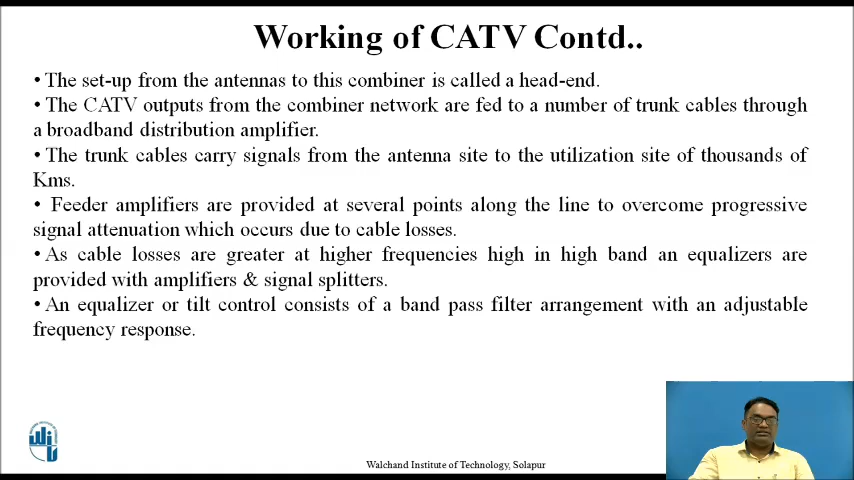 Working of CATV Contd..
• The set-up from the antennas to this combiner is called a head-end.
• The CATV outputs from the combiner network are fed to a number of trunk cables through
a broadband distribution amplifier.
• The trunk cables carry signals from the antenna site to the utilization site of thousands of
Kms.
• Feeder amplifiers are provided at several points along the line to overcome progressive
signal attenuation which occurs due to cable losses.
• As cable losses are greater at higher frequencies high in high band an equalizers are
provided with amplifiers & signal splitters.
• An equalizer or tilt control consists of a band pass filter arrangement with an adjustable
frequency response.
Walchand Institute of Technology, Solapur